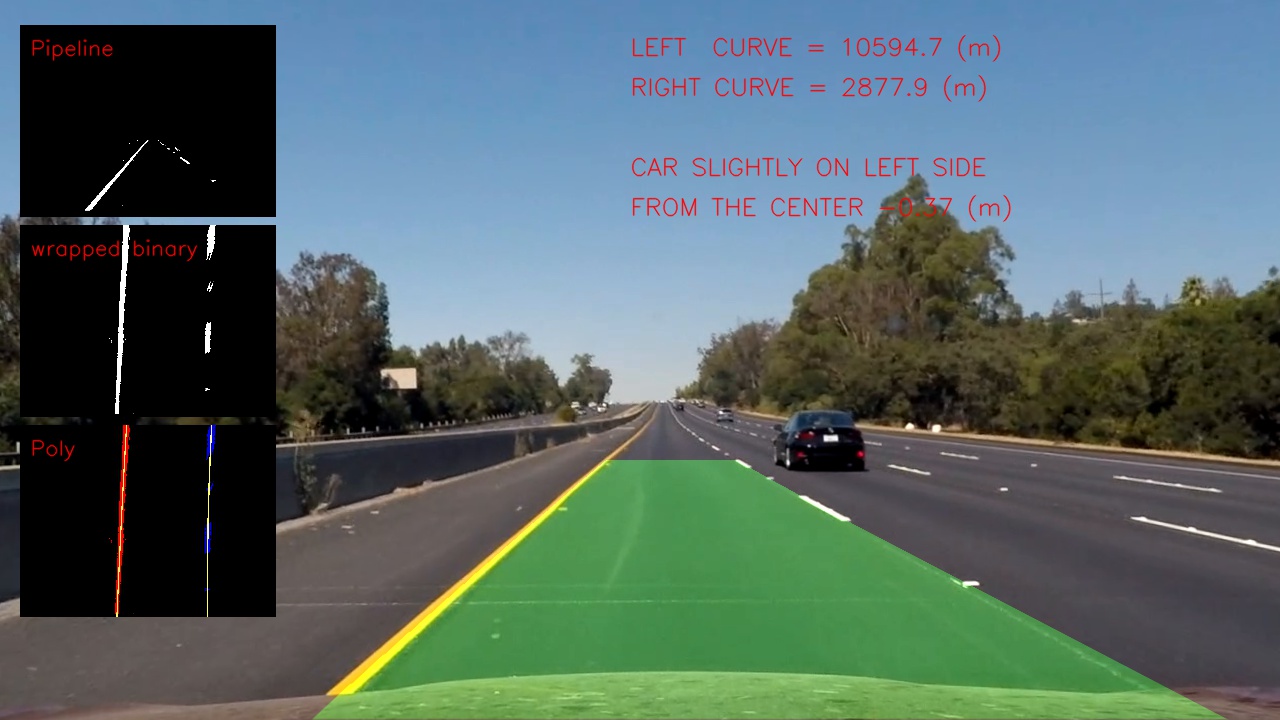 Pipeline
LEFT CURVE = 10594.7 (m)
RIGHT CURVE = 2877.9 (m)
CAR SLIGHTLY ON LEFT SIDE
FROM THE CENTER -0.37 (m)
wrapped binary
Poly